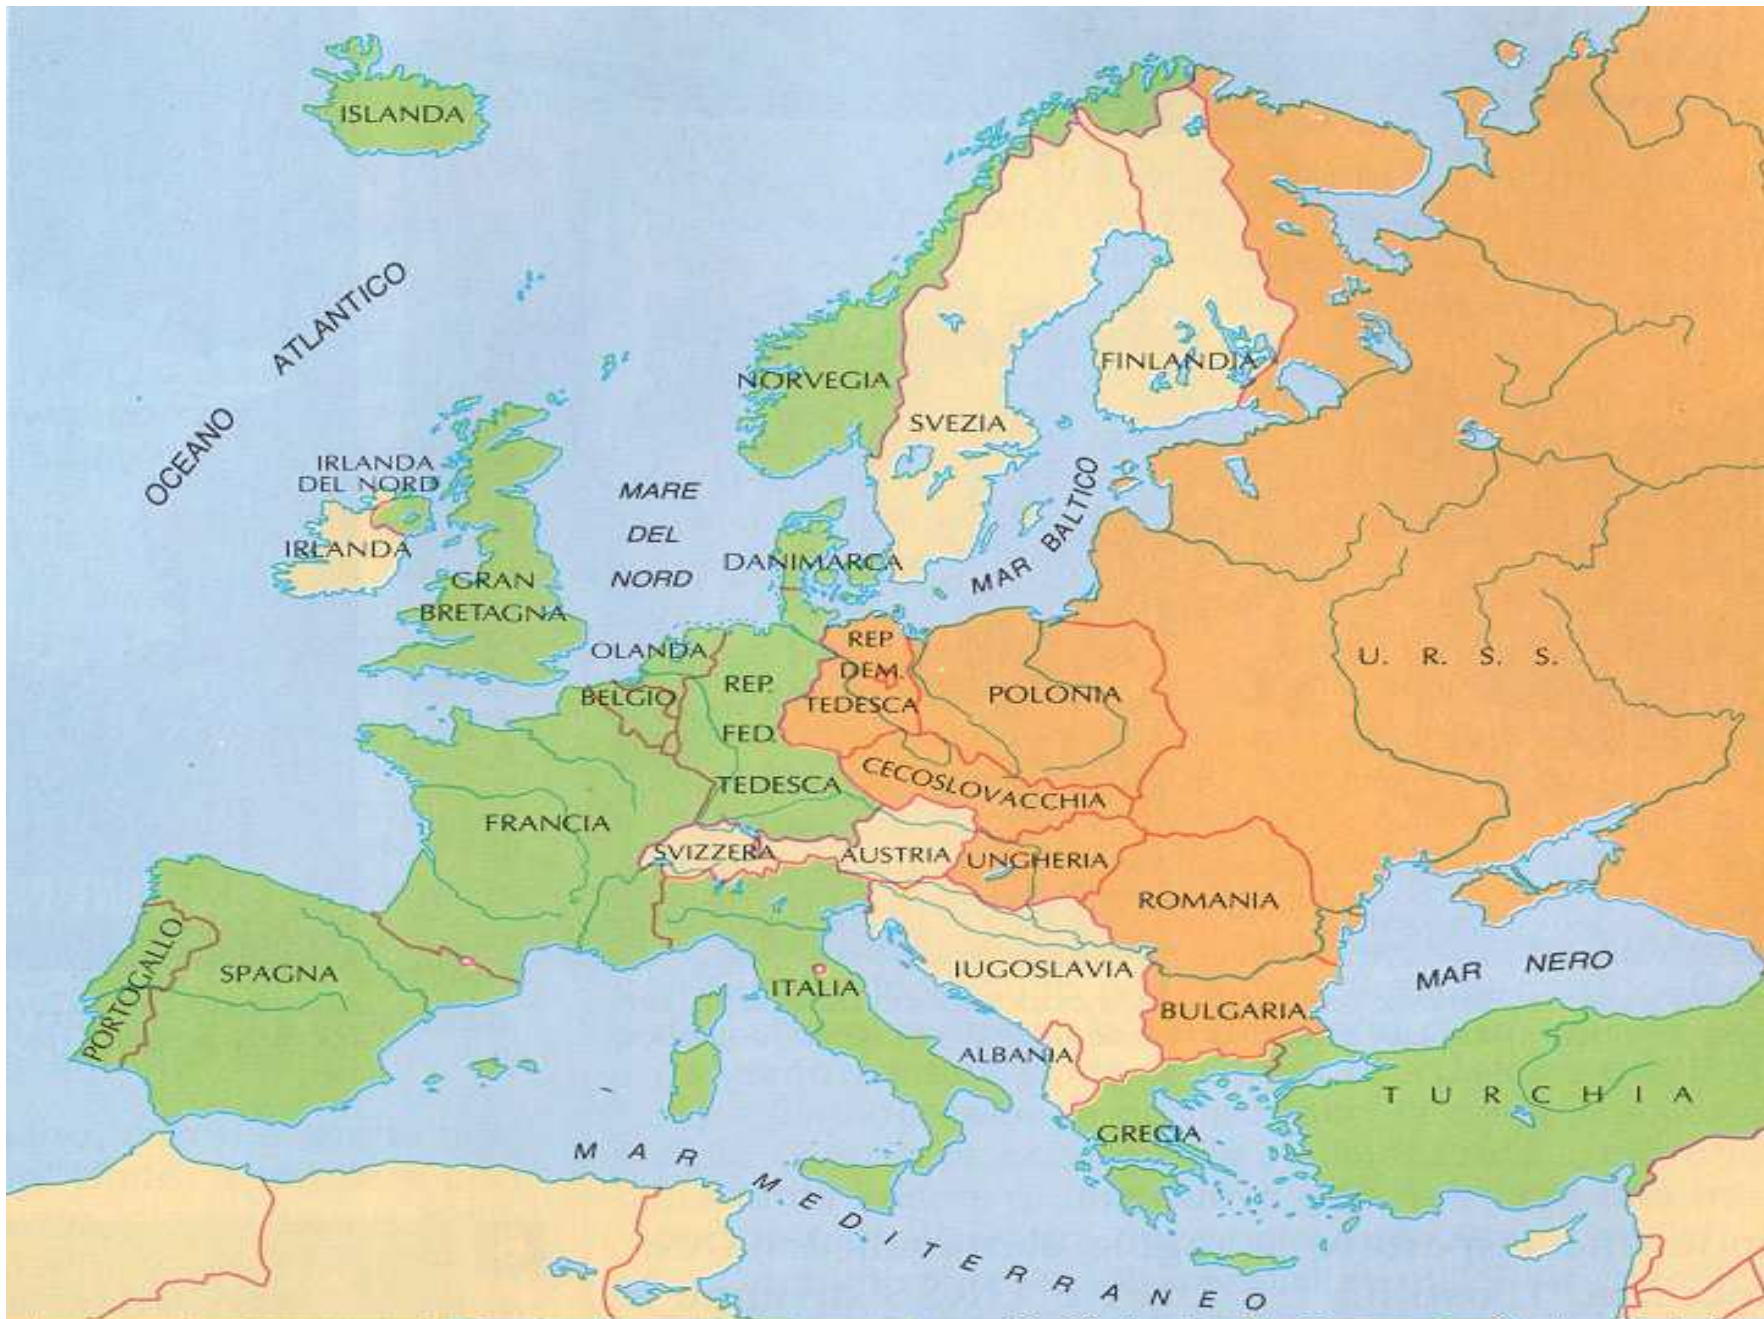 ISLANDA
OCEANO ATLANTICO
NORVEGIA
FINLANDIA
SVEZIA
IRLANDA
DEL NORD
MARE
DEL
NORD
MAR BALTICO
IRLANDA
DANIMARCA
GRAN
BRETAGNA
OLANDA
BELGIO
REP.
FED.
TEDESCA
REP
DEM.
TEDESCA
POLONIA
U. R. S. S.
CECOSLOVACCHIA
FRANCIA
SVIZZERA
AUSTRIA
UNGHERIA
ROMANIA
PORTOGALLO
SPAGNA
ITALIA
IUGOSLAVIA
MAR NERO
BULGARIA
ALBANIA
TURCHIA
GRECIA
MAR MEDITERRANEO